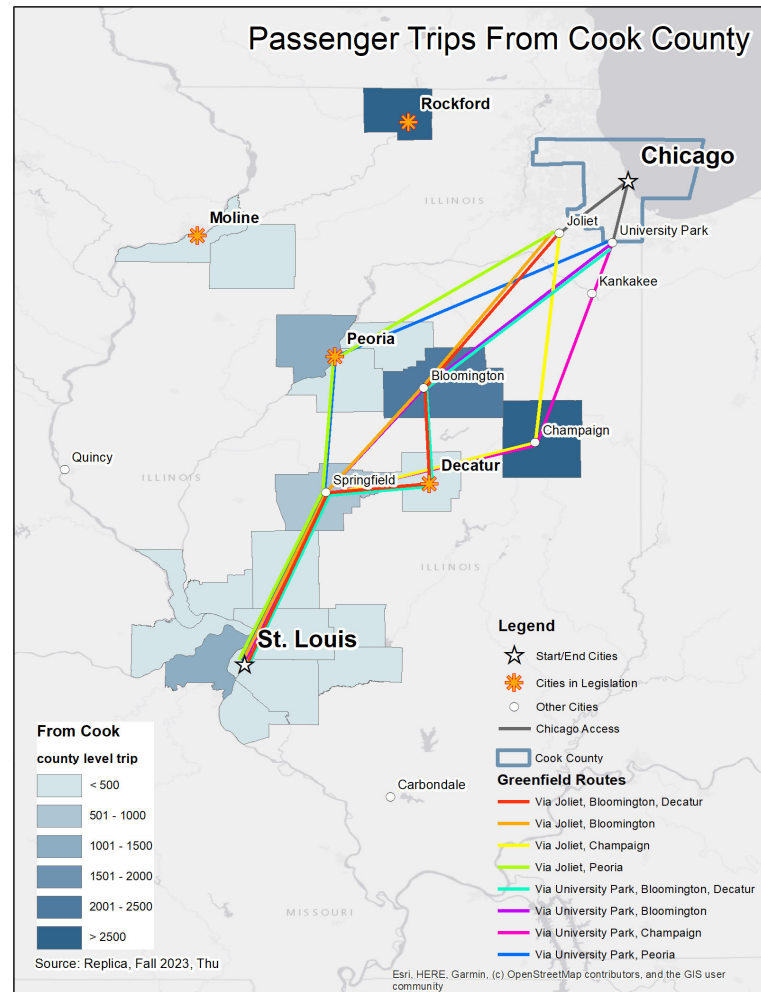 Passenger Trips From Cook County
Rockford
Chicago
ILLINOIS
Moline
Joliet
University Park
Kankakee
Peoria
Bloomington
Champaign
Quincy
Decatur
Springfield
ILLINOIS
ILLINOIS
St. Louis
Carbondale
MISSOURI
Legend
Start/End Cities
Cities in Legislation
Other Cities
Chicago Access
Cook County
Greenfield Routes
Via Joliet, Bloomington, Decatur
Via Joliet, Bloomington
Via Joliet, Champaign
Via Joliet, Peoria
Via University Park, Bloomington, Decatur
Via University Park, Bloomington
Via University Park, Champaign
Via University Park, Peoria
From Cook
county level trip
< 500
501 - 1000
1001 - 1500
1501 - 2000
2001 - 2500
> 2500
Source: Replica, Fall 2023, Thu
Esri, HERE, Garmin, (c) OpenStreetMap contributors, and the GIS user
community